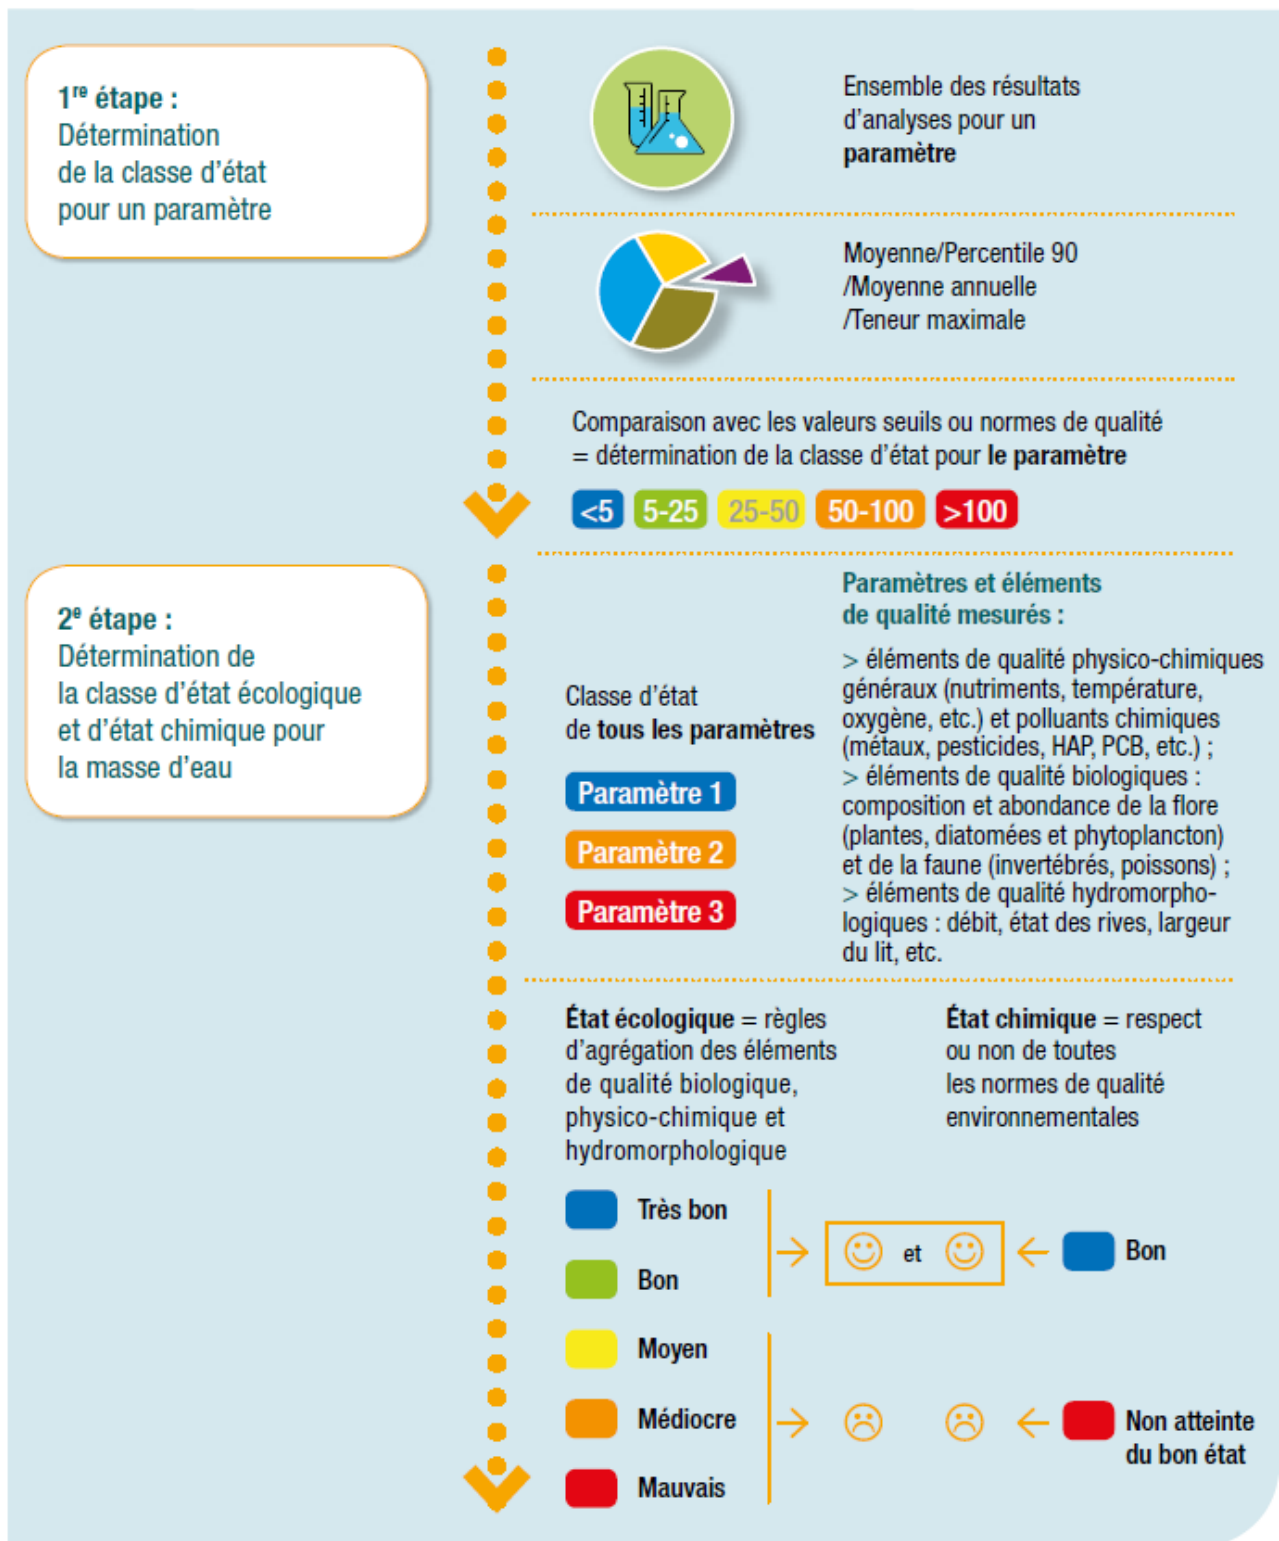 1re étape :
Détermination
de la classe d'état
pour un paramètre
Ensemble des résultats
d'analyses pour un
paramètre
Moyenne/Percentile 90
/Moyenne annuelle
/Teneur maximale
Comparaison avec les valeurs seuils ou normes de qualité
= détermination de la classe d'état pour le paramètre
<5 5-25 25-50 50-100 >100
2e étape :
Détermination de
la classe d'état écologique
et d'état chimique pour
la masse d'eau
Classe d'état
de tous les paramètres
Paramètre 1
Paramètre 2
Paramètre 3
Paramètres et éléments
de qualité mesurés :
> éléments de qualité physico-chimiques
généraux (nutriments, température,
oxygène, etc.) et polluants chimiques
(métaux, pesticides, HAP, PCB, etc.) ;
> éléments de qualité biologiques :
composition et abondance de la flore
(plantes, diatomées et phytoplancton)
et de la faune (invertébrés, poissons) ;
> éléments de qualité hydromorpho-
logiques : débit, état des rives, largeur
du lit, etc.
État écologique = règles
d'agrégation des éléments
de qualité biologique,
physico-chimique et
hydromorphologique
État chimique = respect
ou non de toutes
les normes de qualité
environnementales
Très bon
Bon
Moyen
Médiocre
Mauvais
et
Bon
Non atteinte
du bon état